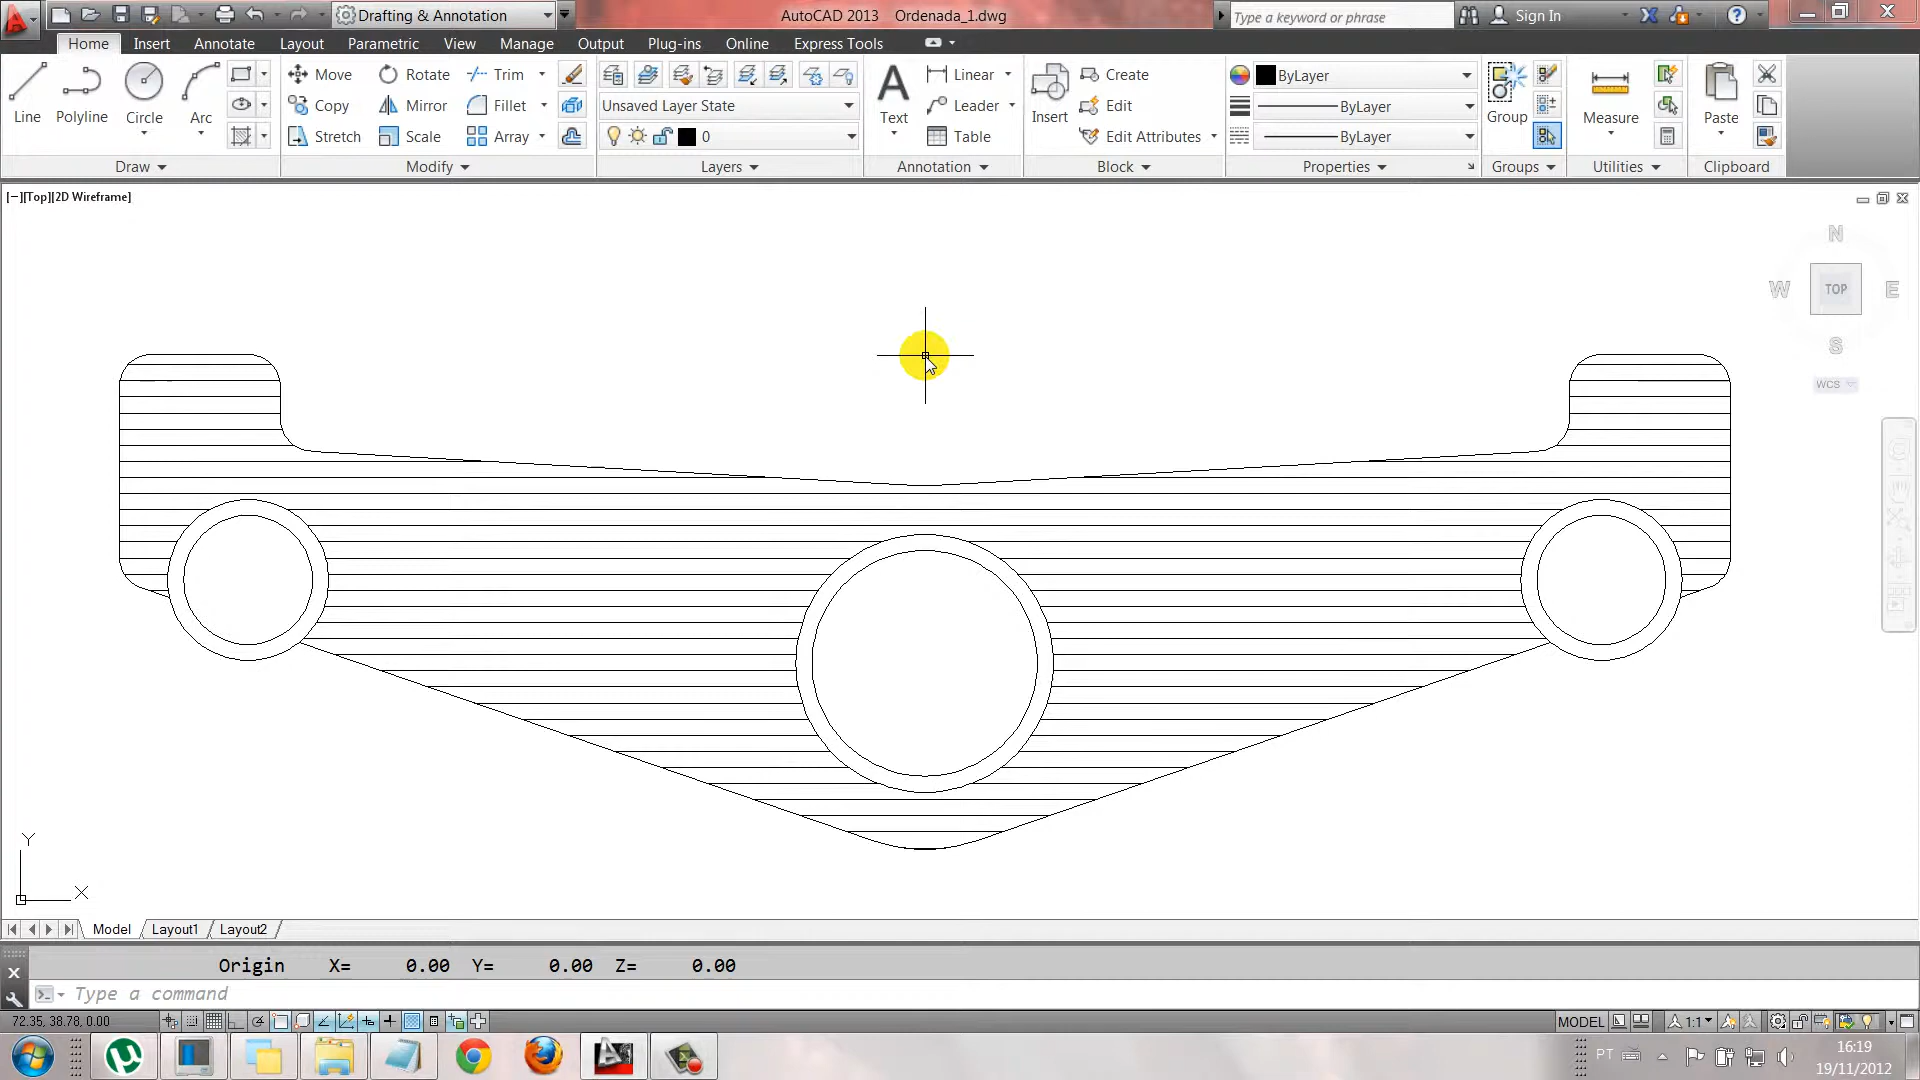 Drafting & Annotation
AutoCAD 2013 Ordenada_1.dwg
Type a keyword or phrase
Sign In
Home Insert Annotate Layout Parametric View Manage Output Plug-ins Online Express Tools
Line Polyline Circle Arc
Move Rotate Trim
Copy Mirror Fillet
Stretch Scale Array
Unsaved Layer State
0
Text
Linear
Leader
Table
Insert
Create
Edit
Edit Attributes
ByLayer
ByLayer
ByLayer
Group
Measure
Paste
Draw Modify Layers Annotation Block Properties Groups Utilities Clipboard
[−][Top][2D Wireframe]
N
W TOP E
S
WCS
Y
X
Model Layout1 Layout2
Origin X= 0.00 Y= 0.00 Z= 0.00
Type a command
72.35, 38.78, 0.00
MODEL
1:1
PT
16:19
19/11/2012